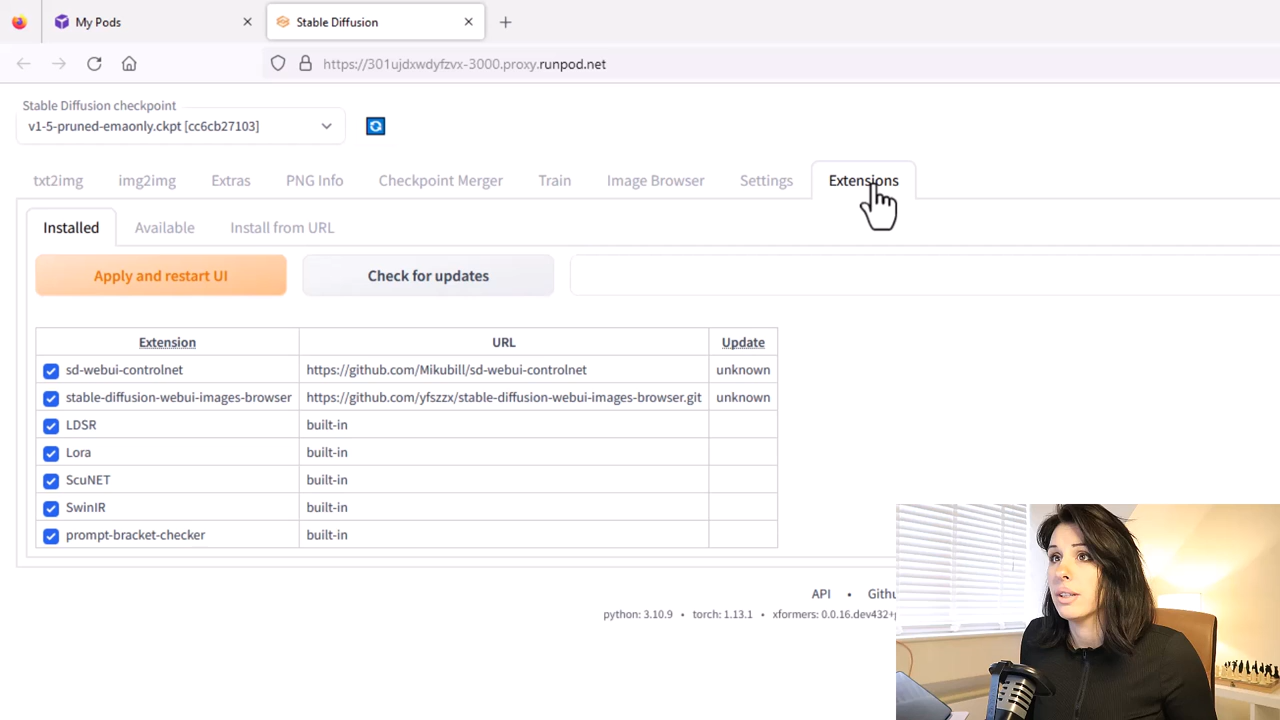 My Pods
Stable Diffusion
https://301ujdxwdyfzvx-3000.proxy.runpod.net
Stable Diffusion checkpoint
v1-5-pruned-emaonly.ckpt [cc6cb27103]
txt2img img2img Extras PNG Info Checkpoint Merger Train Image Browser Settings Extensions
Installed Available Install from URL
Apply and restart UI Check for updates
Extension URL Update
sd-webui-controlnet https://github.com/Mikubill/sd-webui-controlnet unknown
stable-diffusion-webui-images-browser https://github.com/yfszzx/stable-diffusion-webui-images-browser.git unknown
LDSR built-in
Lora built-in
ScuNET built-in
SwinIR built-in
prompt-bracket-checker built-in
API • Githu
python: 3.10.9 • torch: 1.13.1 • xformers: 0.0.16.dev432+